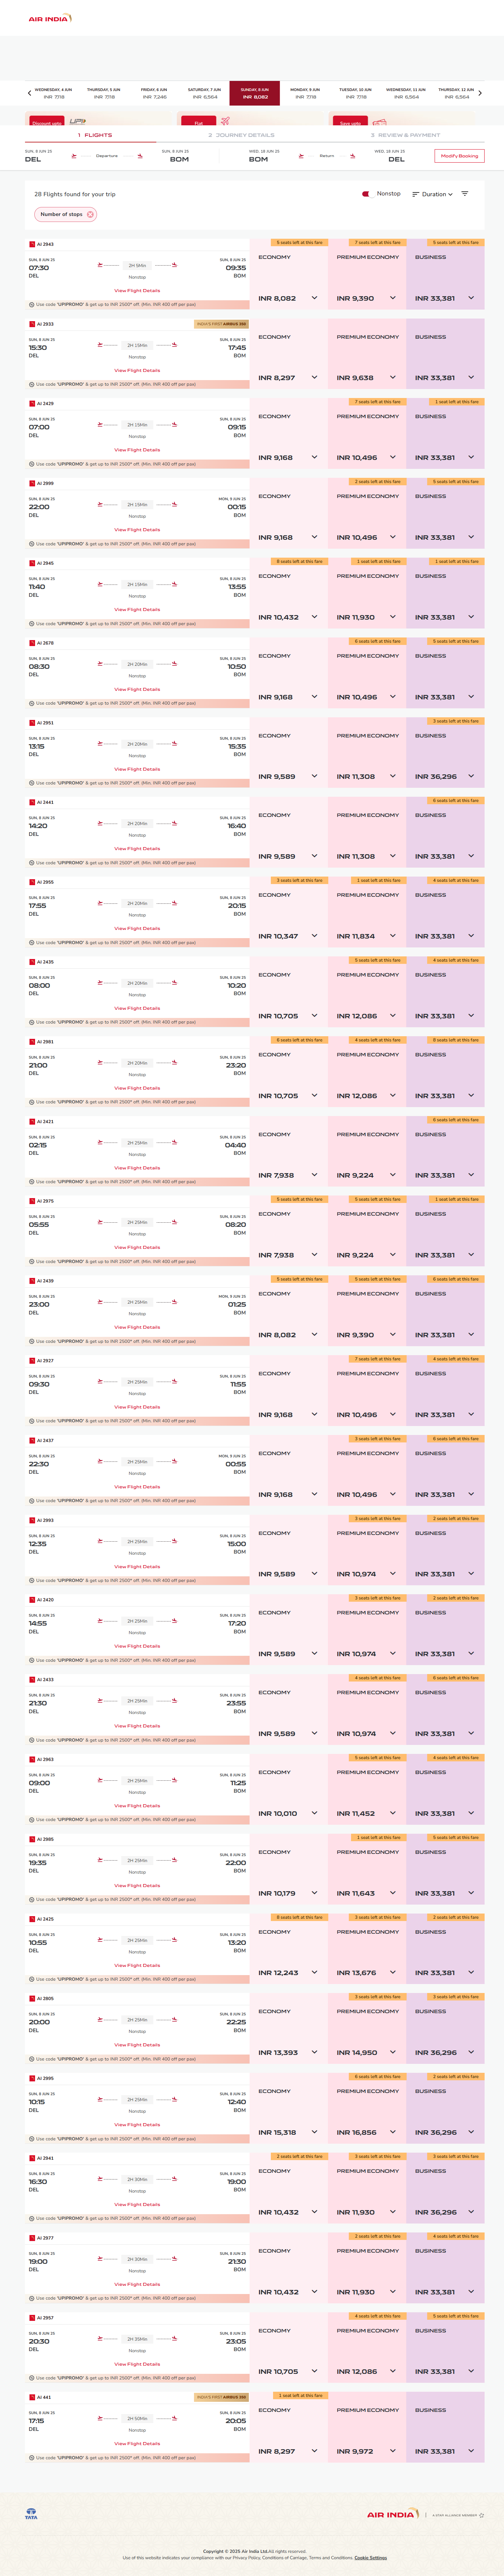 AIR INDIA
WEDNESDAY, 4 JUN THURSDAY, 5 JUN FRIDAY, 6 JUN SATURDAY, 7 JUN SUNDAY, 8 JUN MONDAY, 9 JUN TUESDAY, 10 JUN WEDNESDAY, 11 JUN THURSDAY, 12 JUN
INR 7,118 INR 7,118 INR 7,246 INR 6,564 INR 8,082 INR 7,118 INR 7,118 INR 6,564 INR 6,564
Discount upto UPI Flat Save upto
1 FLIGHTS 2 JOURNEY DETAILS 3 REVIEW & PAYMENT
SUN, 8 JUN 25 SUN, 8 JUN 25 WED, 18 JUN 25 WED, 18 JUN 25
DEL Departure BOM BOM Return DEL Modify Booking
28 Flights found for your trip Nonstop Duration
Number of stops
AI 2943 5 seats left at this fare 7 seats left at this fare 5 seats left at this fare
ECONOMY PREMIUM ECONOMY BUSINESS
SUN, 8 JUN 25 SUN, 8 JUN 25
07:30 2H 5Min 09:35
DEL Nonstop BOM
View Flight Details
INR 8,082 INR 9,390 INR 33,381
Use code 'UPIPROMO' & get up to INR 2500* off. (Min. INR 400 off per pax)
AI 2933 INDIA'S FIRST AIRBUS 350
ECONOMY PREMIUM ECONOMY BUSINESS
SUN, 8 JUN 25 SUN, 8 JUN 25
15:30 2H 15Min 17:45
DEL Nonstop BOM
View Flight Details
INR 8,297 INR 9,638 INR 33,381
Use code 'UPIPROMO' & get up to INR 2500* off. (Min. INR 400 off per pax)
AI 2429 7 seats left at this fare 1 seat left at this fare
ECONOMY PREMIUM ECONOMY BUSINESS
SUN, 8 JUN 25 SUN, 8 JUN 25
07:00 2H 15Min 09:15
DEL Nonstop BOM
View Flight Details
INR 9,168 INR 10,496 INR 33,381
Use code 'UPIPROMO' & get up to INR 2500* off. (Min. INR 400 off per pax)
AI 2999 2 seats left at this fare 5 seats left at this fare
ECONOMY PREMIUM ECONOMY BUSINESS
SUN, 8 JUN 25 MON, 9 JUN 25
22:00 2H 15Min 00:15
DEL Nonstop BOM
View Flight Details
INR 9,168 INR 10,496 INR 33,381
Use code 'UPIPROMO' & get up to INR 2500* off. (Min. INR 400 off per pax)
AI 2945 seats left at this fare 1 seat left at this fare 1 seat left at this fare
ECONOMY PREMIUM ECONOMY BUSINESS
SUN, 8 JUN 25 SUN, 8 JUN 25
11:40 2H 15Min 13:55
DEL Nonstop BOM
View Flight Details
INR 10,432 INR 11,930 INR 33,381
Use code 'UPIPROMO' & get up to INR 2500* off. (Min. INR 400 off per pax)
AI 2678 6 seats left at this fare 5 seats left at this fare
ECONOMY PREMIUM ECONOMY BUSINESS
SUN, 8 JUN 25 SUN, 8 JUN 25
08:30 2H 20Min 10:50
DEL Nonstop BOM
View Flight Details
INR 9,168 INR 10,496 INR 33,381
Use code 'UPIPROMO' & get up to INR 2500* off. (Min. INR 400 off per pax)
AI 2951 3 seats left at this fare
ECONOMY PREMIUM ECONOMY BUSINESS
SUN, 8 JUN 25 SUN, 8 JUN 25
13:15 2H 20Min 15:35
DEL Nonstop BOM
View Flight Details
INR 9,589 INR 11,308 INR 36,296
Use code 'UPIPROMO' & get up to INR 2500* off. (Min. INR 400 off per pax)
AI 2441 6 seats left at this fare
ECONOMY PREMIUM ECONOMY BUSINESS
SUN, 8 JUN 25 SUN, 8 JUN 25
14:20 2H 20Min 16:40
DEL Nonstop BOM
View Flight Details
INR 9,589 INR 11,308 INR 33,381
Use code 'UPIPROMO' & get up to INR 2500* off. (Min. INR 400 off per pax)
AI 2955 3 seats left at this fare 1 seat left at this fare 4 seats left at this fare
ECONOMY PREMIUM ECONOMY BUSINESS
SUN, 8 JUN 25 SUN, 8 JUN 25
17:55 2H 20Min 20:15
DEL Nonstop BOM
View Flight Details
INR 10,347 INR 11,834 INR 33,381
Use code 'UPIPROMO' & get up to INR 2500* off. (Min. INR 400 off per pax)
AI 2435 5 seats left at this fare 4 seats left at this fare
ECONOMY PREMIUM ECONOMY BUSINESS
SUN, 8 JUN 25 SUN, 8 JUN 25
08:00 2H 20Min 10:20
DEL Nonstop BOM
View Flight Details
INR 10,705 INR 12,086 INR 33,381
Use code 'UPIPROMO' & get up to INR 2500* off. (Min. INR 400 off per pax)
AI 2981 6 seats left at this fare 4 seats left at this fare seats left at this fare
ECONOMY PREMIUM ECONOMY BUSINESS
SUN, 8 JUN 25 SUN, 8 JUN 25
21:00 2H 20Min 23:20
DEL Nonstop BOM
View Flight Details
INR 10,705 INR 12,086 INR 33,381
Use code 'UPIPROMO' & get up to INR 2500* off. (Min. INR 400 off per pax)
AI 2421 6 seats left at this fare
ECONOMY PREMIUM ECONOMY BUSINESS
SUN, 8 JUN 25 SUN, 8 JUN 25
02:15 2H 25Min 04:40
DEL Nonstop BOM
View Flight Details
INR 7,938 INR 9,224 INR 33,381
Use code 'UPIPROMO' & get up to INR 2500* off. (Min. INR 400 off per pax)
AI 2975 5 seats left at this fare 5 seats left at this fare 1 seat left at this fare
ECONOMY PREMIUM ECONOMY BUSINESS
SUN, 8 JUN 25 SUN, 8 JUN 25
05:55 2H 25Min 08:20
DEL Nonstop BOM
View Flight Details
INR 7,938 INR 9,224 INR 33,381
Use code 'UPIPROMO' & get up to INR 2500* off. (Min. INR 400 off per pax)
AI 2439 5 seats left at this fare 5 seats left at this fare 6 seats left at this fare
ECONOMY PREMIUM ECONOMY BUSINESS
SUN, 8 JUN 25 MON, 9 JUN 25
23:00 2H 25Min 01:25
DEL Nonstop BOM
View Flight Details
INR 8,082 INR 9,390 INR 33,381
Use code 'UPIPROMO' & get up to INR 2500* off. (Min. INR 400 off per pax)
AI 2927 7 seats left at this fare 4 seats left at this fare
ECONOMY PREMIUM ECONOMY BUSINESS
SUN, 8 JUN 25 SUN, 8 JUN 25
09:30 2H 25Min 11:55
DEL Nonstop BOM
View Flight Details
INR 9,168 INR 10,496 INR 33,381
Use code 'UPIPROMO' & get up to INR 2500* off. (Min. INR 400 off per pax)
AI 2437 3 seats left at this fare 6 seats left at this fare
ECONOMY PREMIUM ECONOMY BUSINESS
SUN, 8 JUN 25 MON, 9 JUN 25
22:30 2H 25Min 00:55
DEL Nonstop BOM
View Flight Details
INR 9,168 INR 10,496 INR 33,381
Use code 'UPIPROMO' & get up to INR 2500* off. (Min. INR 400 off per pax)
AI 2993 3 seats left at this fare 2 seats left at this fare
ECONOMY PREMIUM ECONOMY BUSINESS
SUN, 8 JUN 25 SUN, 8 JUN 25
12:35 2H 25Min 15:00
DEL Nonstop BOM
View Flight Details
INR 9,589 INR 10,974 INR 33,381
Use code 'UPIPROMO' & get up to INR 2500* off. (Min. INR 400 off per pax)
AI 2420 3 seats left at this fare 2 seats left at this fare
ECONOMY PREMIUM ECONOMY BUSINESS
SUN, 8 JUN 25 SUN, 8 JUN 25
14:55 2H 25Min 17:20
DEL Nonstop BOM
View Flight Details
INR 9,589 INR 10,974 INR 33,381
Use code 'UPIPROMO' & get up to INR 2500* off. (Min. INR 400 off per pax)
AI 2433 4 seats left at this fare 6 seats left at this fare
ECONOMY PREMIUM ECONOMY BUSINESS
SUN, 8 JUN 25 SUN, 8 JUN 25
21:30 2H 25Min 23:55
DEL Nonstop BOM
View Flight Details
INR 9,589 INR 10,974 INR 33,381
Use code 'UPIPROMO' & get up to INR 2500* off. (Min. INR 400 off per pax)
AI 2963 5 seats left at this fare 4 seats left at this fare
ECONOMY PREMIUM ECONOMY BUSINESS
SUN, 8 JUN 25 SUN, 8 JUN 25
09:00 2H 25Min 11:25
DEL Nonstop BOM
View Flight Details
INR 10,010 INR 11,452 INR 33,381
Use code 'UPIPROMO' & get up to INR 2500* off. (Min. INR 400 off per pax)
AI 2985 1 seat left at this fare 5 seats left at this fare
ECONOMY PREMIUM ECONOMY BUSINESS
SUN, 8 JUN 25 SUN, 8 JUN 25
19:35 2H 25Min 22:00
DEL Nonstop BOM
View Flight Details
INR 10,179 INR 11,643 INR 33,381
Use code 'UPIPROMO' & get up to INR 2500* off. (Min. INR 400 off per pax)
AI 2425 seats left at this fare 3 seats left at this fare 2 seats left at this fare
ECONOMY PREMIUM ECONOMY BUSINESS
SUN, 8 JUN 25 SUN, 8 JUN 25
10:55 2H 25Min 13:20
DEL Nonstop BOM
View Flight Details
INR 12,243 INR 13,676 INR 33,381
Use code 'UPIPROMO' & get up to INR 2500* off. (Min. INR 400 off per pax)
AI 2805 3 seats left at this fare 3 seats left at this fare
ECONOMY PREMIUM ECONOMY BUSINESS
SUN, 8 JUN 25 SUN, 8 JUN 25
20:00 2H 25Min 22:25
DEL Nonstop BOM
View Flight Details
INR 13,393 INR 14,950 INR 36,296
Use code 'UPIPROMO' & get up to INR 2500* off. (Min. INR 400 off per pax)
AI 2995 6 seats left at this fare 2 seats left at this fare
ECONOMY PREMIUM ECONOMY BUSINESS
SUN, 8 JUN 25 SUN, 8 JUN 25
10:15 2H 25Min 12:40
DEL Nonstop BOM
View Flight Details
INR 15,318 INR 16,856 INR 36,296
Use code 'UPIPROMO' & get up to INR 2500* off. (Min. INR 400 off per pax)
AI 2941 2 seats left at this fare 3 seats left at this fare 3 seats left at this fare
ECONOMY PREMIUM ECONOMY BUSINESS
SUN, 8 JUN 25 SUN, 8 JUN 25
16:30 2H 30Min 19:00
DEL Nonstop BOM
View Flight Details
INR 10,432 INR 11,930 INR 36,296
Use code 'UPIPROMO' & get up to INR 2500* off. (Min. INR 400 off per pax)
AI 2977 2 seats left at this fare 4 seats left at this fare
ECONOMY PREMIUM ECONOMY BUSINESS
SUN, 8 JUN 25 SUN, 8 JUN 25
19:00 2H 30Min 21:30
DEL Nonstop BOM
View Flight Details
INR 10,432 INR 11,930 INR 33,381
Use code 'UPIPROMO' & get up to INR 2500* off. (Min. INR 400 off per pax)
AI 2957 4 seats left at this fare 5 seats left at this fare
ECONOMY PREMIUM ECONOMY BUSINESS
SUN, 8 JUN 25 SUN, 8 JUN 25
20:30 2H 35Min 23:05
DEL Nonstop BOM
View Flight Details
INR 10,705 INR 12,086 INR 33,381
Use code 'UPIPROMO' & get up to INR 2500* off. (Min. INR 400 off per pax)
AI 441 INDIA'S FIRST AIRBUS 350 1 seat left at this fare
ECONOMY PREMIUM ECONOMY BUSINESS
SUN, 8 JUN 25 SUN, 8 JUN 25
17:15 2H 50Min 20:05
DEL Nonstop BOM
View Flight Details
INR 8,297 INR 9,972 INR 33,381
Use code 'UPIPROMO' & get up to INR 2500* off. (Min. INR 400 off per pax)
TATA AIR INDIA A STAR ALLIANCE MEMBER
Copyright © 2025 Air India Ltd.All rights reserved.
Use of this website indicates your compliance with our Privacy Policy, Conditions of Carriage, Terms and Conditions. Cookie Settings